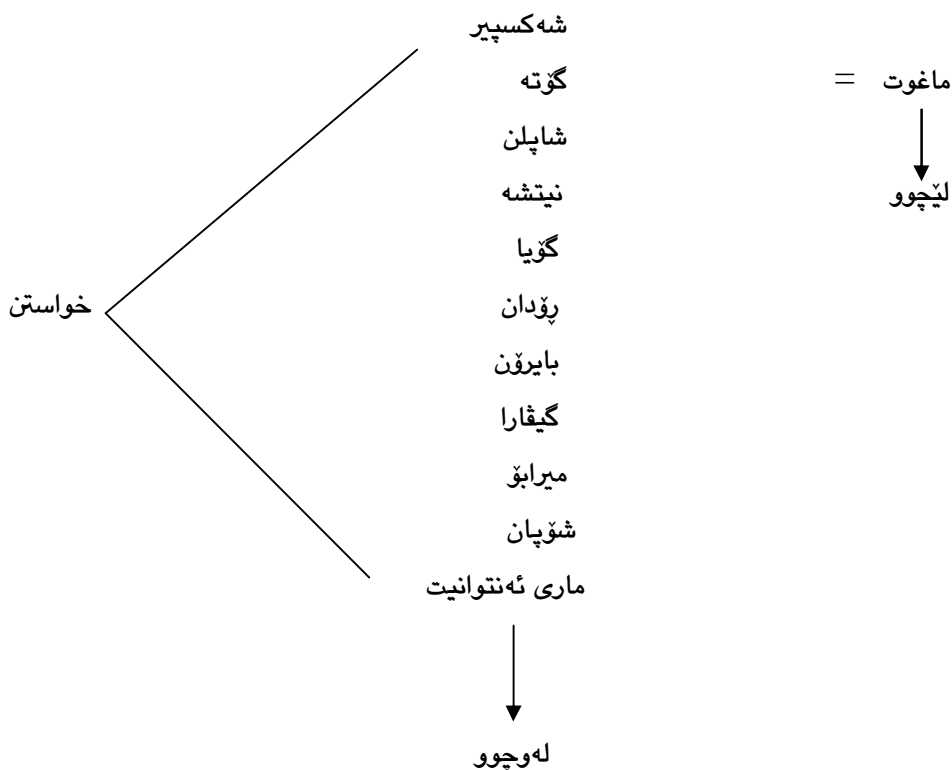 شەکسپیر
ماغوت = گۆتە
شاپلن
لێچوو نیتشە
گۆیا
ڕۆدان خواستن
بایرۆن
گیڤارا
میرابۆ
شۆپان
ماری ئەنتوانیت
لەوچوو